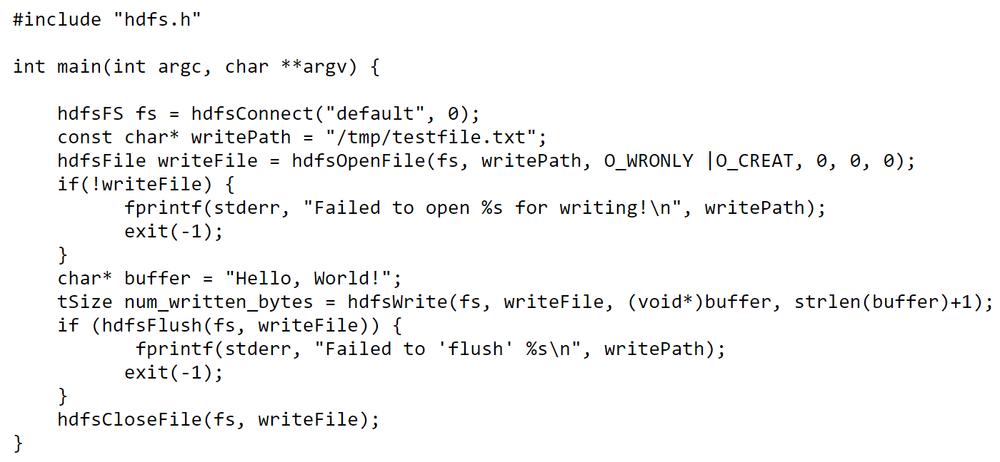 #include "hdfs.h"

int main(int argc, char **argv) {

    hdfsFS fs = hdfsConnect("default", 0);
    const char* writePath = "/tmp/testfile.txt";
    hdfsFile writeFile = hdfsOpenFile(fs, writePath, O_WRONLY |O_CREAT, 0, 0, 0);
    if(!writeFile) {
          fprintf(stderr, "Failed to open %s for writing!\n", writePath);
          exit(-1);
    }
    char* buffer = "Hello, World!";
    tSize num_written_bytes = hdfsWrite(fs, writeFile, (void*)buffer, strlen(buffer)+1);
    if (hdfsFlush(fs, writeFile)) {
           fprintf(stderr, "Failed to 'flush' %s\n", writePath);
          exit(-1);
    }
    hdfsCloseFile(fs, writeFile);
}